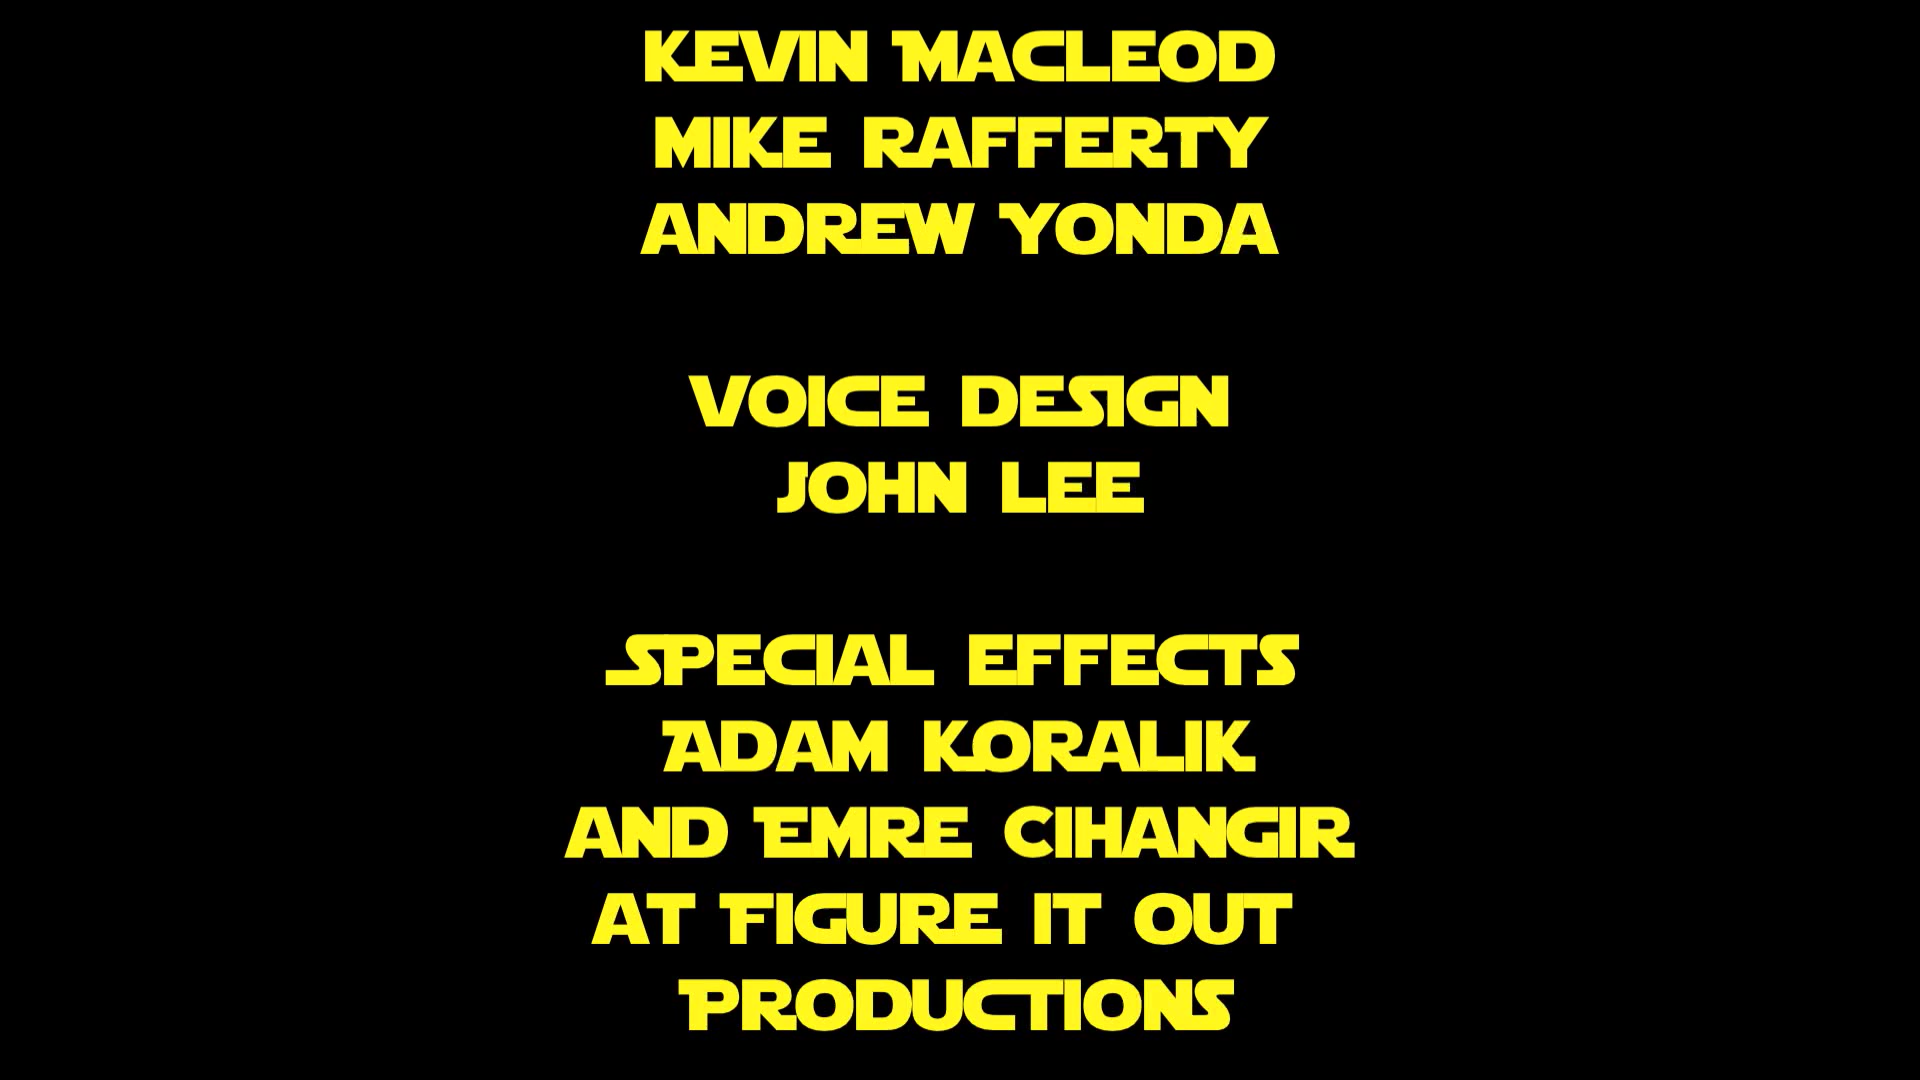 Kevin MacLeod
Mike Rafferty
Andrew Yonda
Voice Design
John Lee
Special Effects
Adam Koralik
and Emre Cihangir
at Figure It Out
Productions